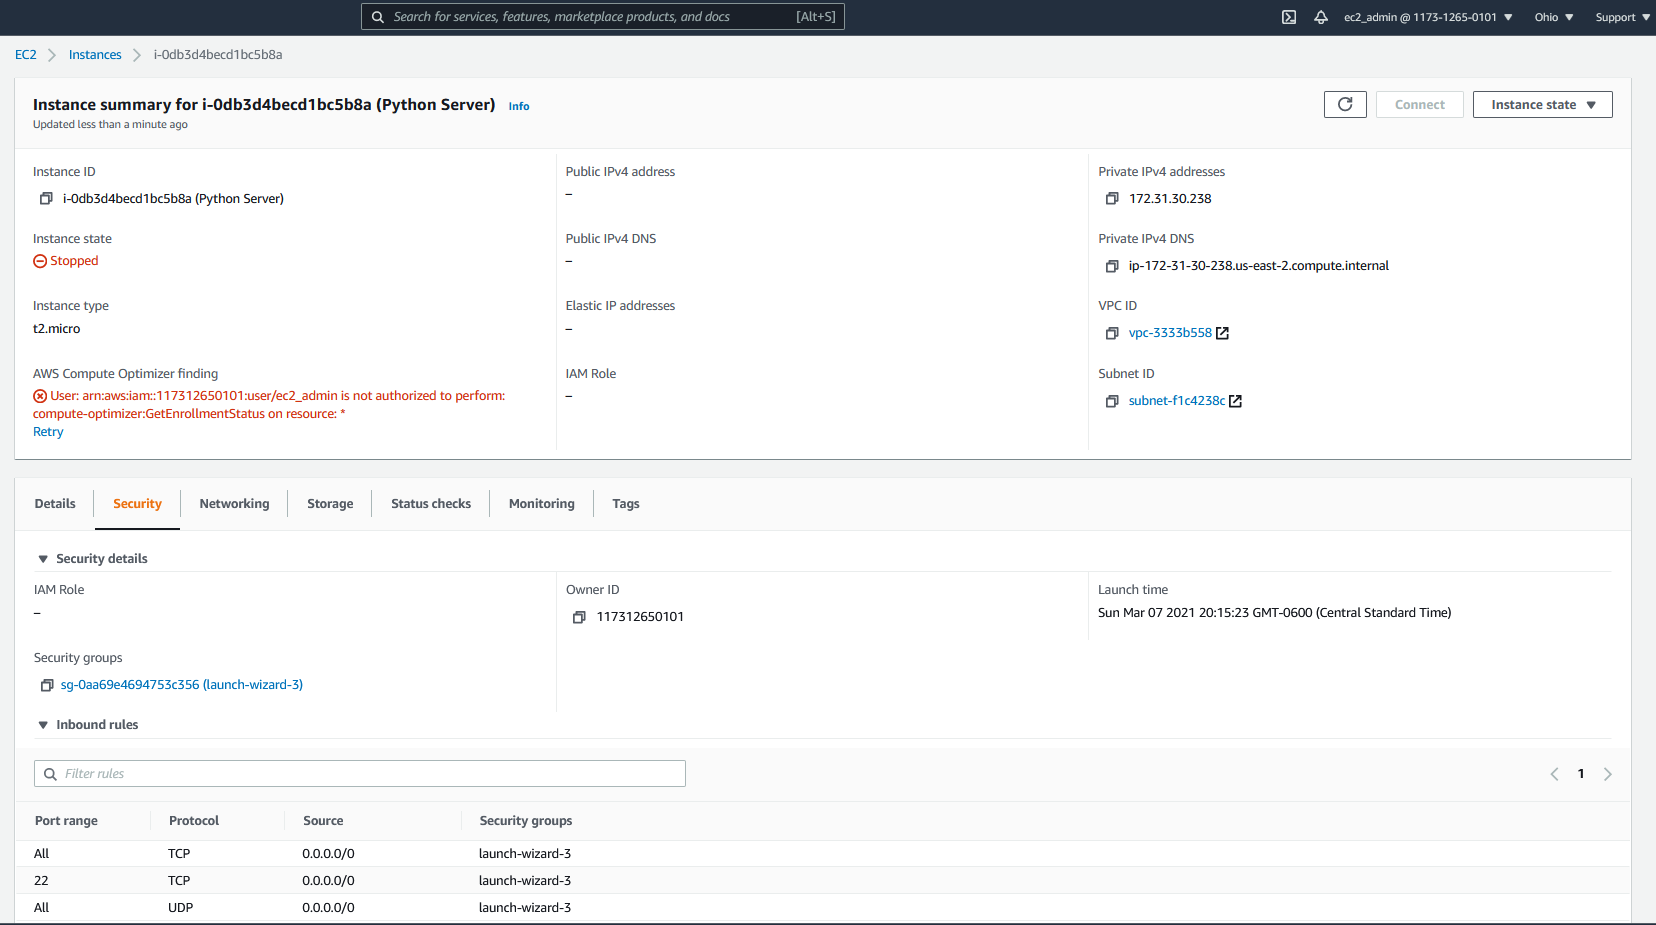 Search for services, features, marketplace products, and docs [Alt+S] ec2_admin @ 1173-1265-0101 Ohio Support
EC2 Instances i-0db3d4becd1bc5b8a
Instance summary for i-0db3d4becd1bc5b8a (Python Server) Info
Updated less than a minute ago
Connect Instance state
Instance ID Public IPv4 address Private IPv4 addresses
i-0db3d4becd1bc5b8a (Python Server) – 172.31.30.238
Instance state Public IPv4 DNS Private IPv4 DNS
Stopped – ip-172-31-30-238.us-east-2.compute.internal
Instance type Elastic IP addresses VPC ID
t2.micro – vpc-3333b558
AWS Compute Optimizer finding IAM Role Subnet ID
User: arn:aws:iam::117312650101:user/ec2_admin is not authorized to perform: – subnet-f1c4238c
compute-optimizer:GetEnrollmentStatus on resource: *
Retry
Details Security Networking Storage Status checks Monitoring Tags
Security details
IAM Role Owner ID Launch time
– 117312650101 Sun Mar 07 2021 20:15:23 GMT-0600 (Central Standard Time)
Security groups
sg-0aa69e4694753c356 (launch-wizard-3)
Inbound rules
Filter rules 1
Port range Protocol Source Security groups
All TCP 0.0.0.0/0 launch-wizard-3
22 TCP 0.0.0.0/0 launch-wizard-3
All UDP 0.0.0.0/0 launch-wizard-3